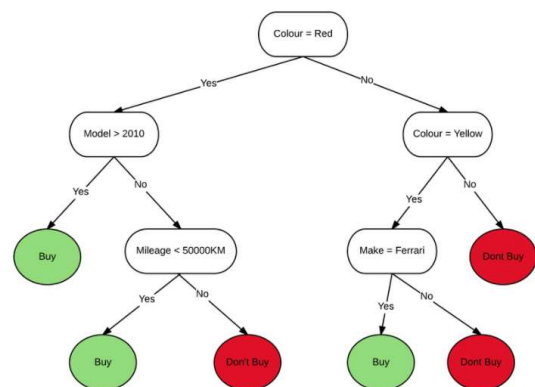 Colour = Red
Yes
No
Model > 2010
Colour = Yellow
Yes
No
Yes
No
Buy
Mileage < 50000KM
Make = Ferrari
Dont Buy
Yes
No
Yes
No
Buy
Don't Buy
Buy
Dont Buy